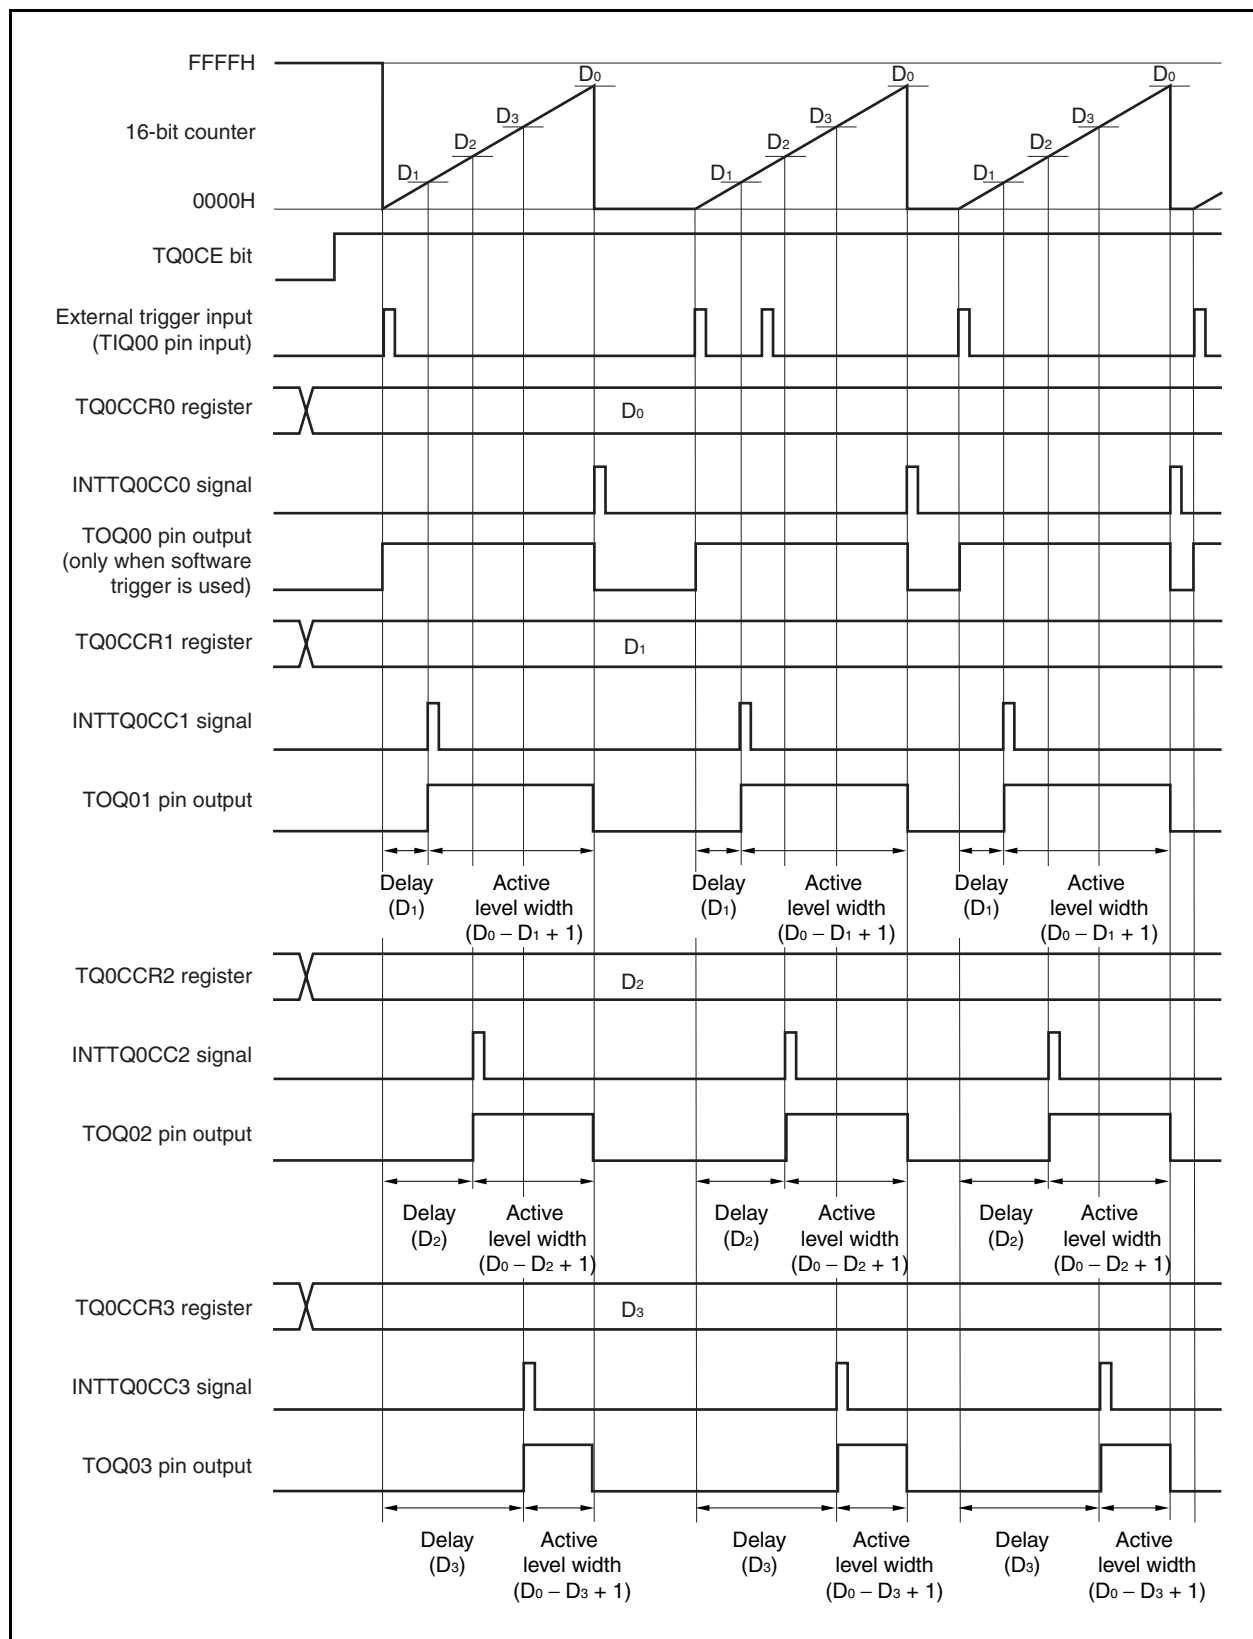 FFFFH
D0 D0 D0
D3 D3 D3
16-bit counter
D2 D2 D2
D1 D1 D1
0000H
TQ0CE bit
External trigger input
(TIQ00 pin input)
TQ0CCR0 register
D0
INTTQ0CC0 signal
TOQ00 pin output
(only when software
trigger is used)
TQ0CCR1 register
D1
INTTQ0CC1 signal
TOQ01 pin output
Delay Active Delay Active Delay Active
(D1) level width (D1) level width (D1) level width
(D0 – D1 + 1) (D0 – D1 + 1) (D0 – D1 + 1)
TQ0CCR2 register
D2
INTTQ0CC2 signal
TOQ02 pin output
Delay Active Delay Active Delay Active
(D2) level width (D2) level width (D2) level width
(D0 – D2 + 1) (D0 – D2 + 1) (D0 – D2 + 1)
TQ0CCR3 register
D3
INTTQ0CC3 signal
TOQ03 pin output
Delay Active Delay Active Delay Active
(D3) level width (D3) level width (D3) level width
(D0 – D3 + 1) (D0 – D3 + 1) (D0 – D3 + 1)